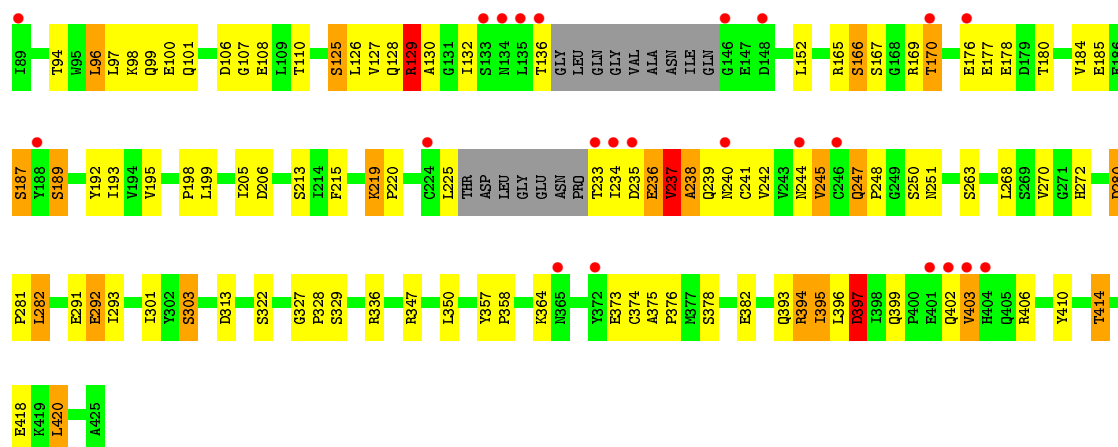 I89 T94 W95 L96 L97 K98 Q99 E100 Q101 D106 G107 E108 L109 T110 S125 L126 V127 Q128 R129 A130 G131 I132 S133 N134 L135 T136 GLY LEU GLN GLY VAL ALA ASN ILE GLN G146 E147 D148 L152 R165 S166 S167 G168 R169 T170 E176 E177 E178 D179 T180 V184 E185 E186
S187 Y188 S189 Y192 I193 V194 V195 P198 L199 I205 D206 S213 I214 F215 K219 P220 C224 L225 THR ASP LEU GLY GLU ASN PRO T233 I234 D235 E236 V237 A238 Q239 N240 C241 V242 V243 N244 V245 C246 Q247 P248 G249 S250 N251 S263 L268 S269 V270 G271 H272 D280
P281 L282 E291 E292 I293 I301 Y302 S303 D313 S322 G327 P328 S329 R336 R347 L350 Y357 P358 K364 N365 Y372 E373 C374 A375 P376 M377 S378 E382 Q393 R394 I395 L396 D397 I398 Q399 P400 E401 Q402 V403 H404 Q405 R406 Y410 T414
E418 K419 L420 A425